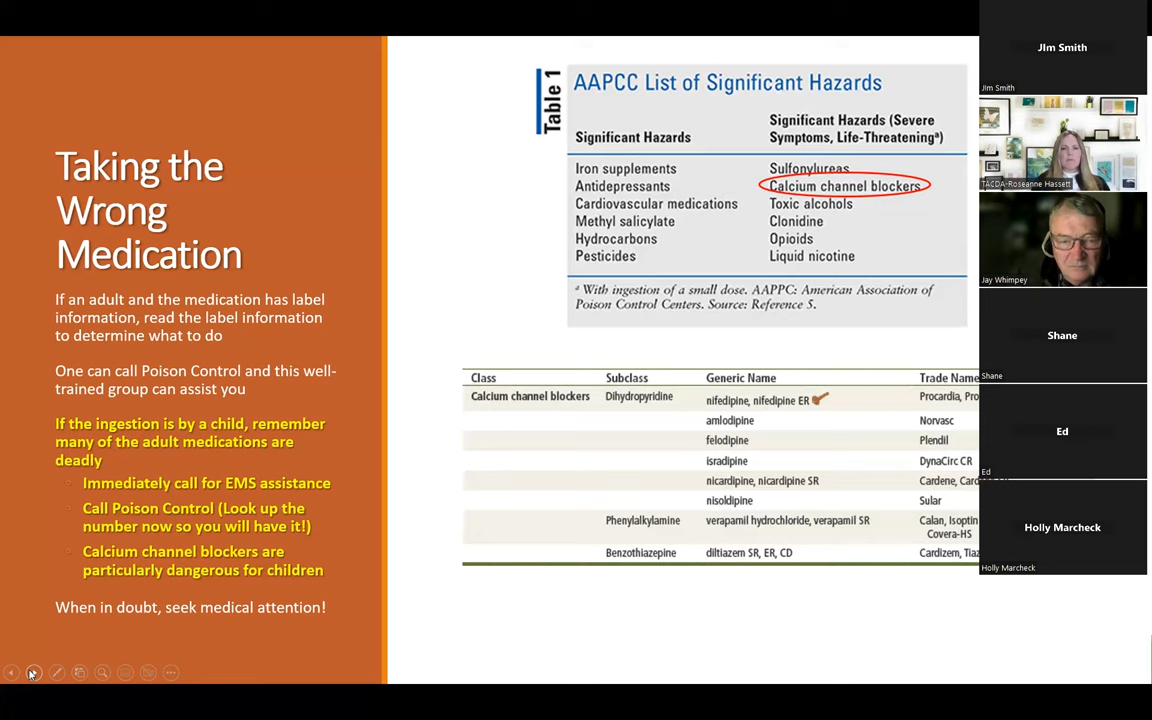 Taking the
Wrong
Medication
If an adult and the medication has label
information, read the label information
to determine what to do
One can call Poison Control and this well-
trained group can assist you
If the ingestion is by a child, remember
many of the adult medications are
deadly
Immediately call for EMS assistance
Call Poison Control (Look up the
number now so you will have it!)
Calcium channel blockers are
particularly dangerous for children
When in doubt, seek medical attention!
Table 1
AAPCC List of Significant Hazards
Significant Hazards (Severe
Significant Hazards Symptoms, Life-Threateningᵃ)
Iron supplements Sulfonylureas
Antidepressants Calcium channel blockers
Cardiovascular medications Toxic alcohols
Methyl salicylate Clonidine
Hydrocarbons Opioids
Pesticides Liquid nicotine
ᵃ With ingestion of a small dose. AAPPC: American Association of
Poison Control Centers. Source: Reference 5.
Class Subclass Generic Name Trade Name
Calcium channel blockers Dihydropyridine nifedipine, nifedipine ER Procardia, Pro
amlodipine Norvasc
felodipine Plendil
isradipine DynaCirc CR
nicardipine, nicardipine SR Cardene, Card
nisoldipine Sular
Phenylalkylamine verapamil hydrochloride, verapamil SR Calan, Isoptin
Covera-HS
Benzothiazepine diltiazem SR, ER, CD Cardizem, Tiaz
JIm Smith
JIm Smith
TACDA-Roseanne Hassett
Jay Whimpey
Shane
Shane
Ed
Ed
Holly Marcheck
Holly Marcheck